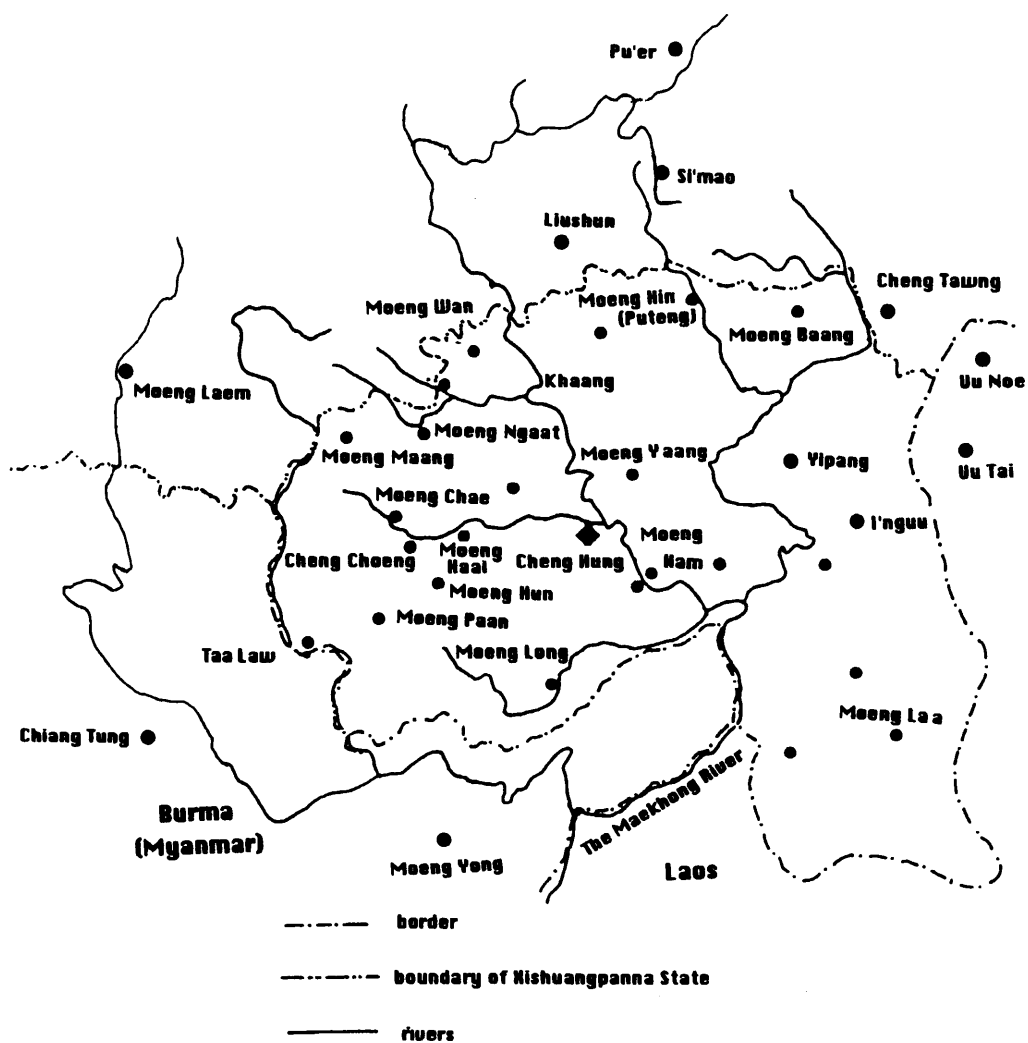 Pu'er
Si'mao
Liushun
Cheng Tawng
Moeng Wan
Moeng Hin
(Puteng)
Moeng Baang
Uu Noe
Moeng Laem
Khaang
Moeng Ngaat
Moeng Maang
Moeng Yaang
Yipang
Uu Tai
Moeng Chae
I'nguu
Cheng Choeng
Moeng
Haai
Cheng Hung
Moeng
Ham
Moeng Hun
Moeng Paan
Taa Law
Moeng Long
Moeng Laa
Chiang Tung
The Maekhong River
Burma
(Myanmar)
Moeng Yong
Laos
border
boundary of Xishuangpanna State
rivers